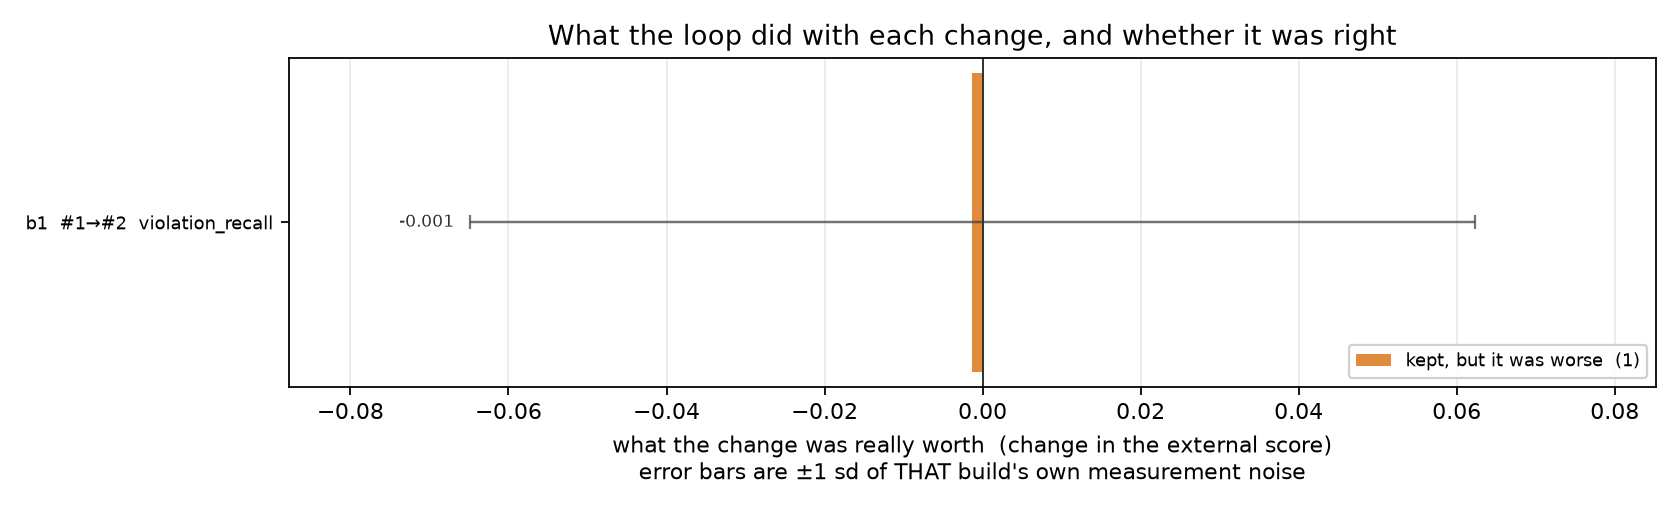 What the loop did with each change, and whether it was right
b1  #1→#2  violation_recall
-0.001
kept, but it was worse  (1)
−0.08
−0.06
−0.04
−0.02
0.00
0.02
0.04
0.06
0.08
what the change was really worth  (change in the external score)
error bars are ±1 sd of THAT build's own measurement noise